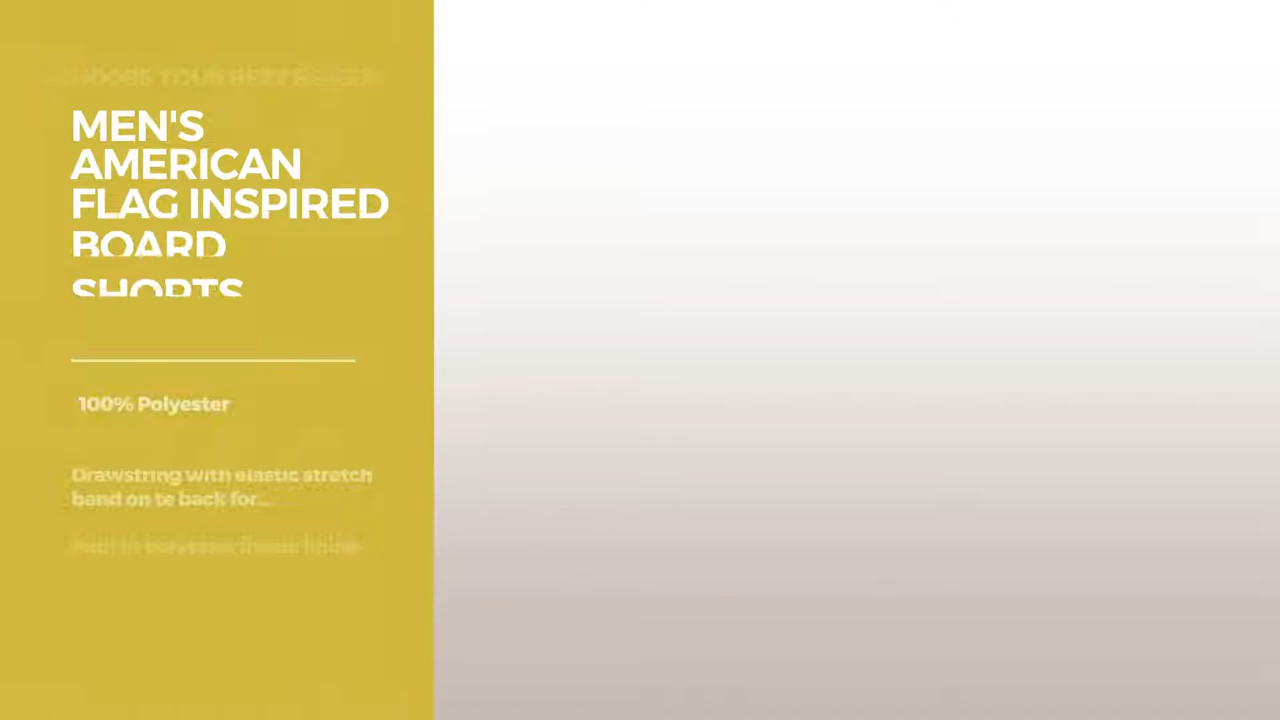 MEN'S
AMERICAN
FLAG INSPIRED
BOARD
SHORTS
100% Polyester
Drawstring with elastic stretch
band on te back for...